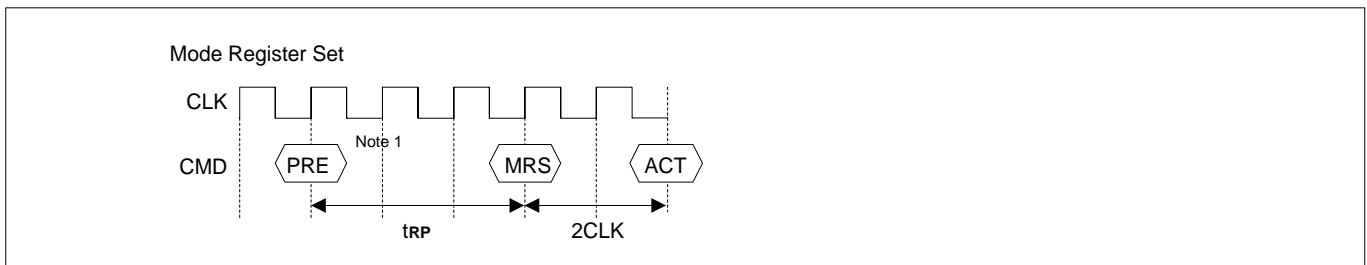 Mode Register Set
CLK
Note 1
CMD PRE MRS ACT
tRP 2CLK